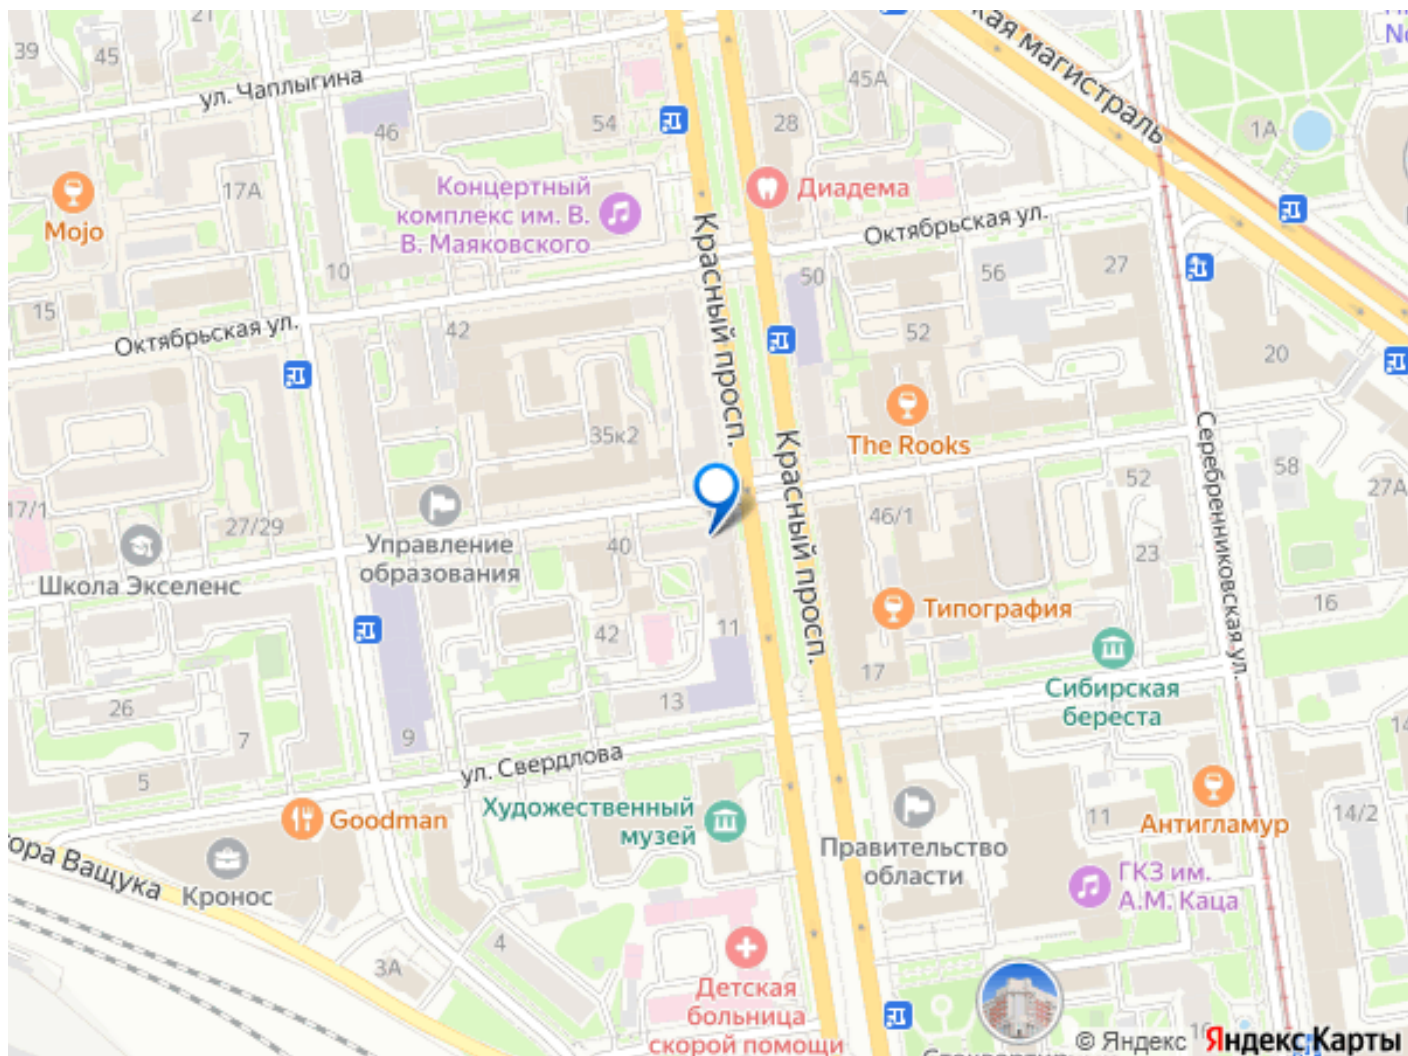 21
39
45
ул. Чаплыгина
46
54
45А
28
кая магистраль
1А
17А
Mojo
Концертный
комплекс им. В.
В. Маяковского
Диадема
Октябрьская ул.
10
50
56
27
15
Октябрьская ул.
42
52
20
Красный просп.
35к2
The Rooks
Красный просп.
Серебренниковская ул.
58
52
27А
17/1
27/29
Управление
образования
40
46/1
23
Школа Экселенс
16
42
11
Типография
17
Сибирская
береста
26
7
9
13
5
ул. Свердлова
Goodman
Художественный
музей
Правительство
области
11
Антигламур
14/2
ора Ващука
Кронос
ГКЗ им.
А.М. Каца
4
3А
Детская
больница
скорой помощи
© Яндекс Яндекс Карты